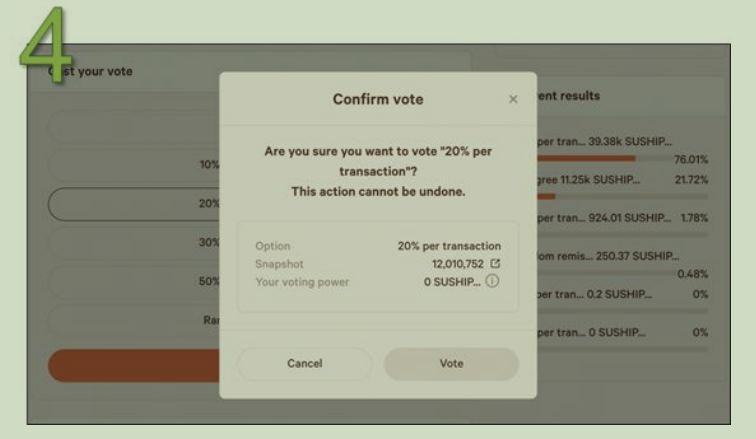 4
st your vote
10%
20%
30%
50%
Ra
Confirm vote ×
Are you sure you want to vote "20% per
transaction"?
This action cannot be undone.
Option 20% per transaction
Snapshot 12,010,752
Your voting power 0 SUSHIP...
Cancel Vote
ent results
per tran... 39.38k SUSHIP...
76.01%
gree 11.25k SUSHIP... 21.72%
per tran... 924.01 SUSHIP... 1.78%
om remis... 250.37 SUSHIP...
0.48%
per tran... 0.2 SUSHIP... 0%
per tran... 0 SUSHIP... 0%